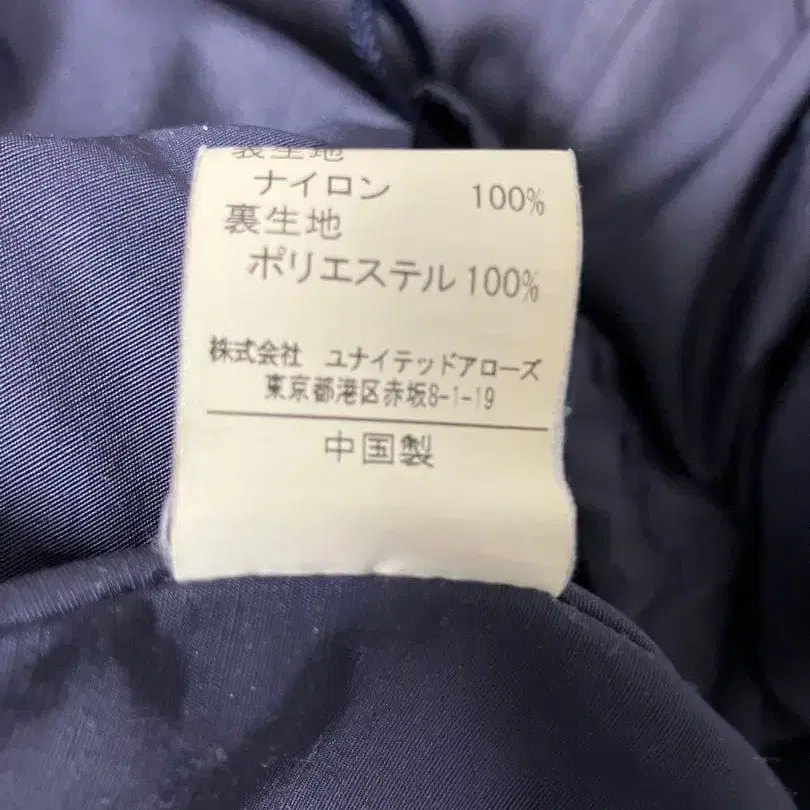 ナイロン 100%
裏生地
ポリエステル 100%
株式会社 ユナイテッドアローズ
東京都港区赤坂8-1-19
中国製